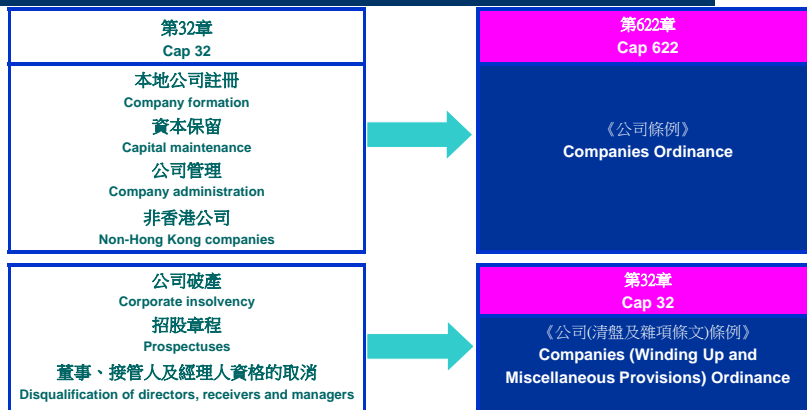 第32章
Cap 32
本地公司註冊
Company formation
資本保留
Capital maintenance
公司管理
Company administration
非香港公司
Non-Hong Kong companies
第622章
Cap 622
《公司條例》
Companies Ordinance
公司破產
Corporate insolvency
招股章程
Prospectuses
董事、接管人及經理人資格的取消
Disqualification of directors, receivers and managers
第32章
Cap 32
《公司(清盤及雜項條文)條例》
Companies (Winding Up and
Miscellaneous Provisions) Ordinance